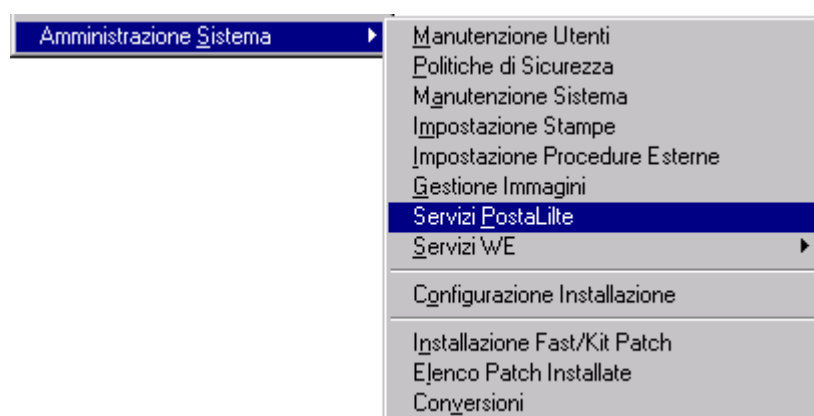 Amministrazione Sistema
Manutenzione Utenti
Politiche di Sicurezza
Manutenzione Sistema
Impostazione Stampe
Impostazione Procedure Esterne
Gestione Immagini
Servizi PostaLilte
Servizi WE
Configurazione Installazione
Installazione Fast/Kit Patch
Elenco Patch Installate
Conversioni